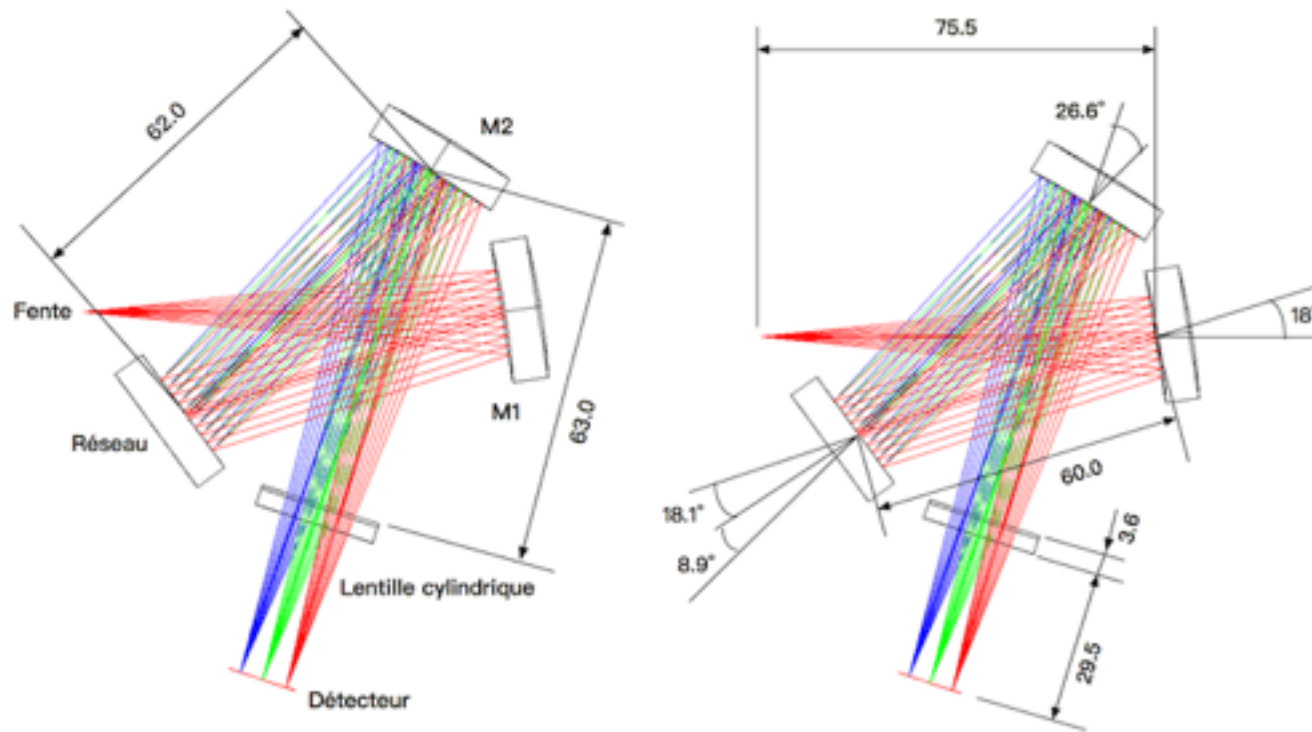 62.0
M2
Fente
Réseau
M1
63.0
Lentille cylindrique
Détecteur
75.5
26.6°
18°
60.0
18.1°
8.9°
3.6
29.5